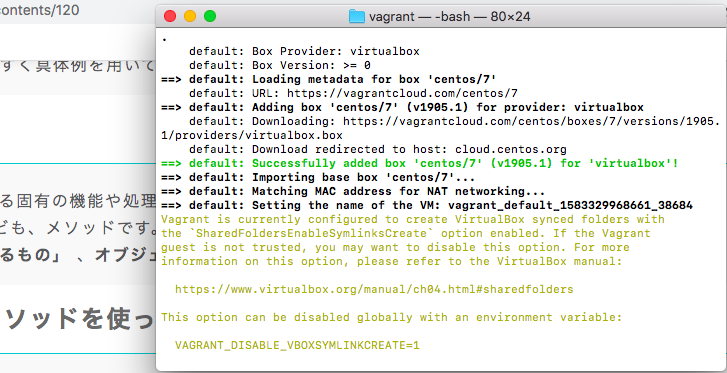 contents/120
すく具体例を用いて
る固有の機能や処理
ども、メソッドです。
るもの」 、オブジェ
ソッドを使っ
vagrant — -bash — 80×24
.
default: Box Provider: virtualbox
default: Box Version: >= 0
==> default: Loading metadata for box 'centos/7'
default: URL: https://vagrantcloud.com/centos/7
==> default: Adding box 'centos/7' (v1905.1) for provider: virtualbox
default: Downloading: https://vagrantcloud.com/centos/boxes/7/versions/1905.
1/providers/virtualbox.box
default: Download redirected to host: cloud.centos.org
==> default: Successfully added box 'centos/7' (v1905.1) for 'virtualbox'!
==> default: Importing base box 'centos/7'...
==> default: Matching MAC address for NAT networking...
==> default: Setting the name of the VM: vagrant_default_1583329968661_38684
Vagrant is currently configured to create VirtualBox synced folders with
the `SharedFoldersEnableSymlinksCreate` option enabled. If the Vagrant
guest is not trusted, you may want to disable this option. For more
information on this option, please refer to the VirtualBox manual:
https://www.virtualbox.org/manual/ch04.html#sharedfolders
This option can be disabled globally with an environment variable:
VAGRANT_DISABLE_VBOXSYMLINKCREATE=1